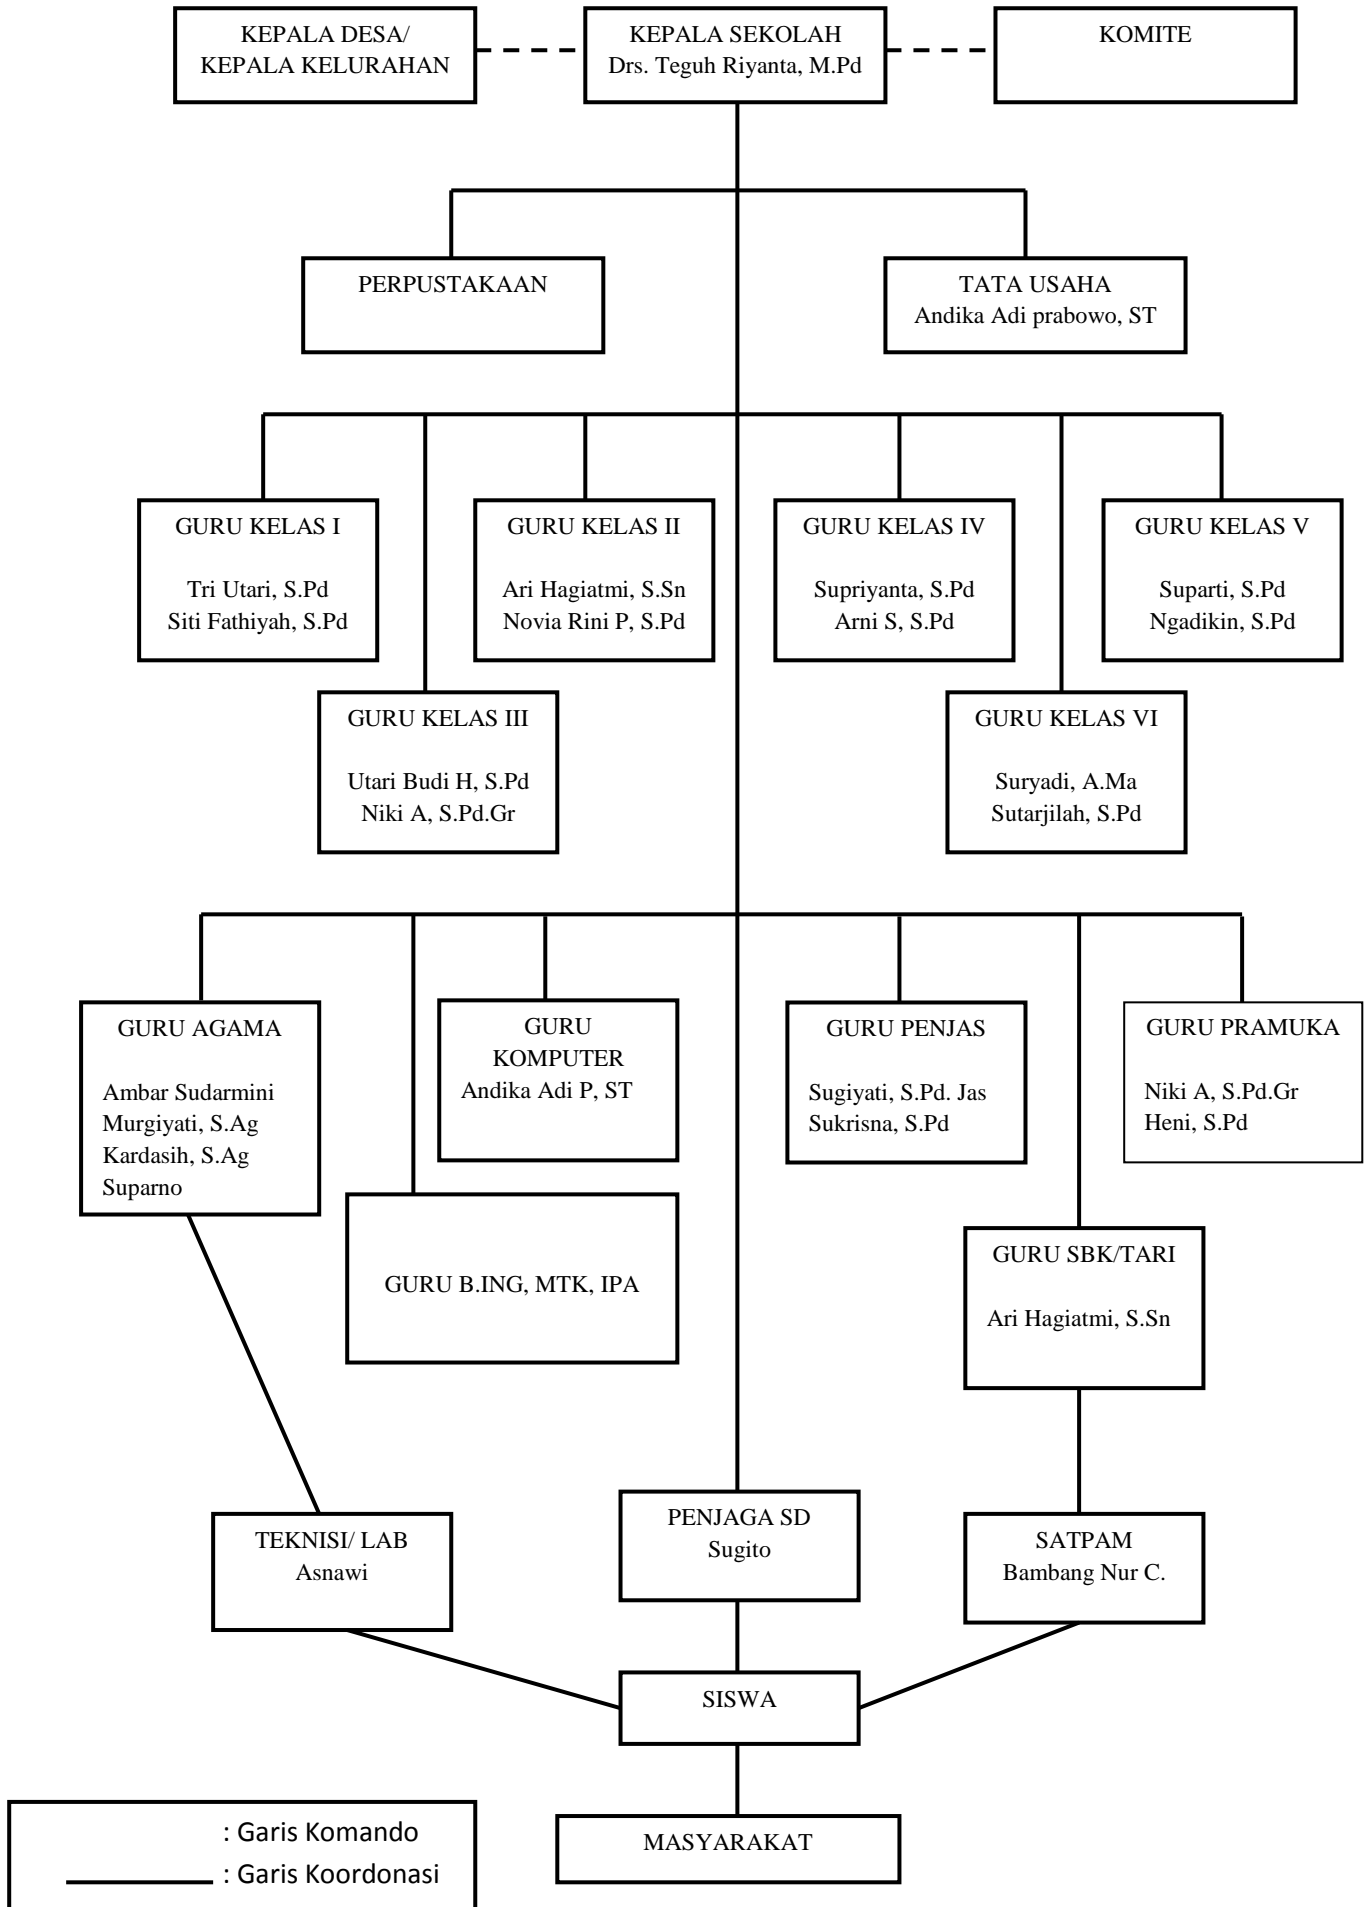 KEPALA DESA/
KEPALA KELURAHAN
KEPALA SEKOLAH
Drs. Teguh Riyanta, M.Pd
KOMITE
PERPUSTAKAAN
TATA USAHA
Andika Adi prabowo, ST
GURU KELAS I
Tri Utari, S.Pd
Siti Fathiyah, S.Pd
GURU KELAS II
Ari Hagiatmi, S.Sn
Novia Rini P, S.Pd
GURU KELAS IV
Supriyanta, S.Pd
Arni S, S.Pd
GURU KELAS V
Suparti, S.Pd
Ngadikin, S.Pd
GURU KELAS III
Utari Budi H, S.Pd
Niki A, S.Pd.Gr
GURU KELAS VI
Suryadi, A.Ma
Sutarjilah, S.Pd
GURU AGAMA
Ambar Sudarmini
Murgiyati, S.Ag
Kardasih, S.Ag
Suparno
GURU
KOMPUTER
Andika Adi P, ST
GURU PENJAS
Sugiyati, S.Pd. Jas
Sukrisna, S.Pd
GURU PRAMUKA
Niki A, S.Pd.Gr
Heni, S.Pd
GURU B.ING, MTK, IPA
GURU SBK/TARI
Ari Hagiatmi, S.Sn
TEKNISI/ LAB
Asnawi
PENJAGA SD
Sugito
SATPAM
Bambang Nur C.
SISWA
MASYARAKAT
: Garis Komando
: Garis Koordonasi